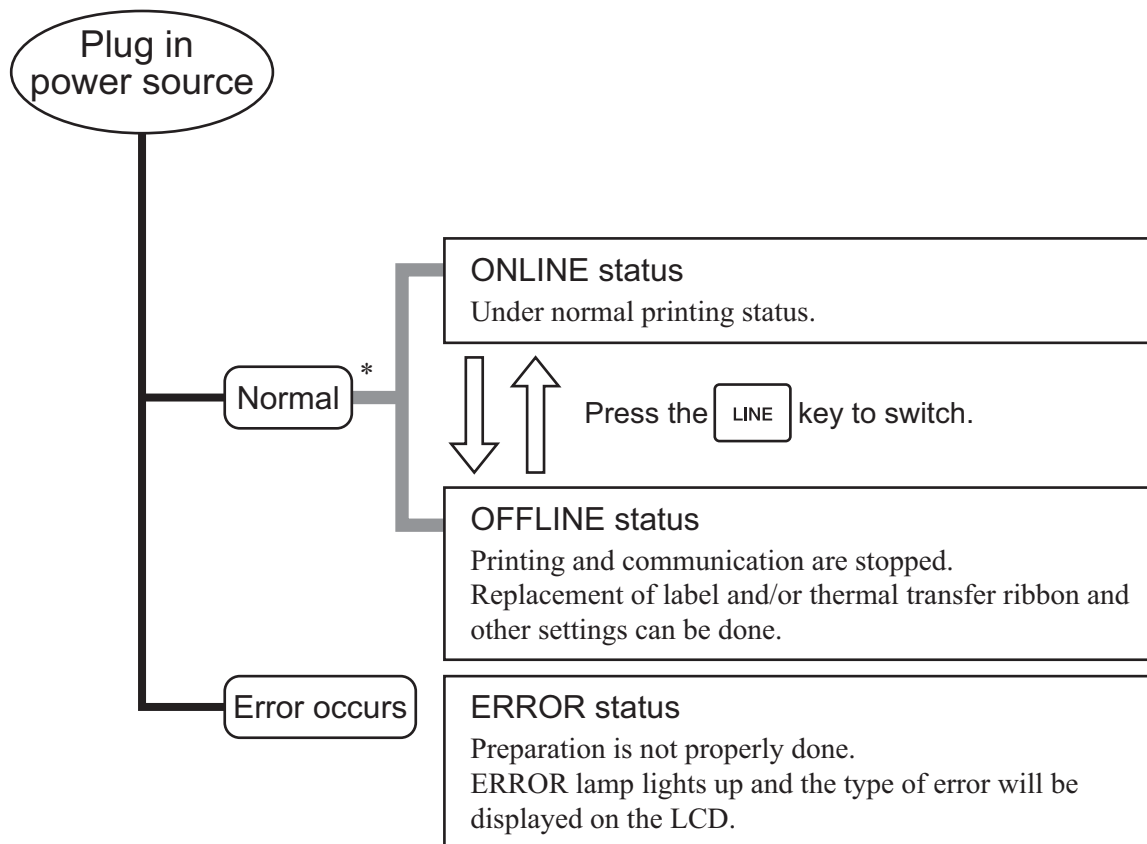 Plug in
power source
ONLINE status
Under normal printing status.
*
Normal
Press the LINE key to switch.
OFFLINE status
Printing and communication are stopped.
Replacement of label and/or thermal transfer ribbon and
other settings can be done.
Error occurs
ERROR status
Preparation is not properly done.
ERROR lamp lights up and the type of error will be
displayed on the LCD.